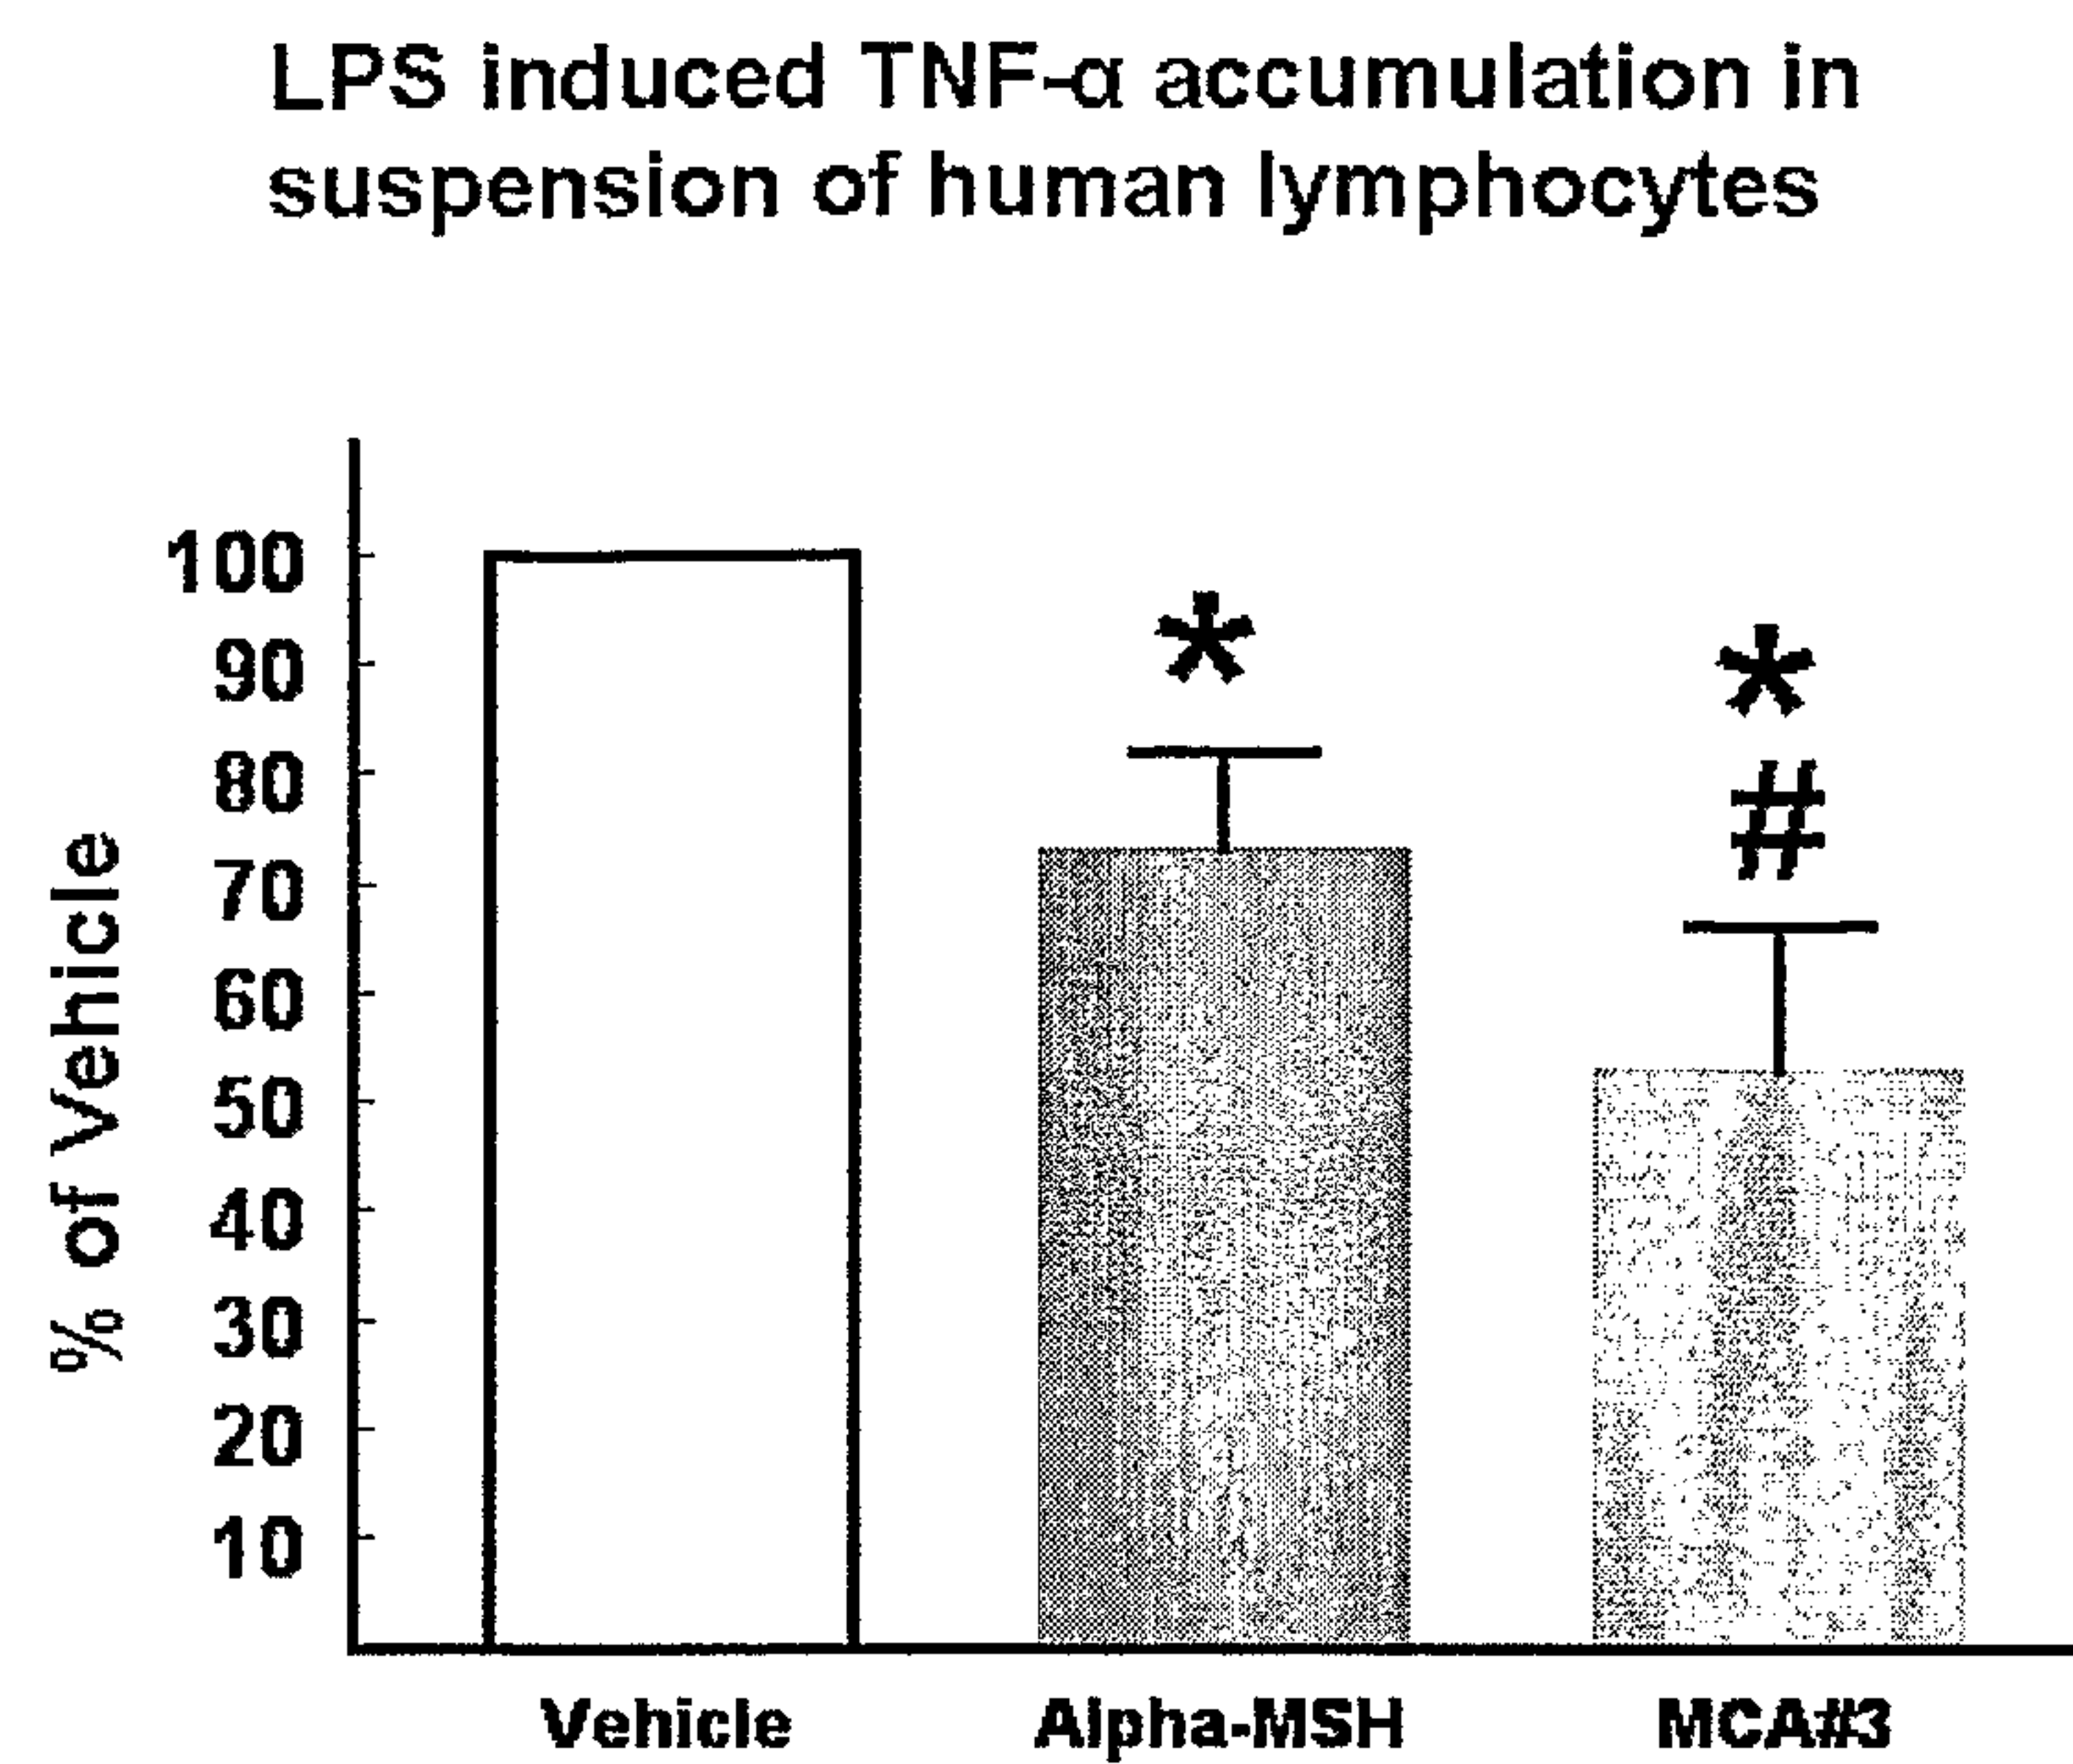 LPS induced TNF-α accumulation in
suspension of human lymphocytes
% of Vehicle
100
90
80
70
60
50
40
30
20
10
*
*
#
Vehicle
Alpha-MSH
MCA#3